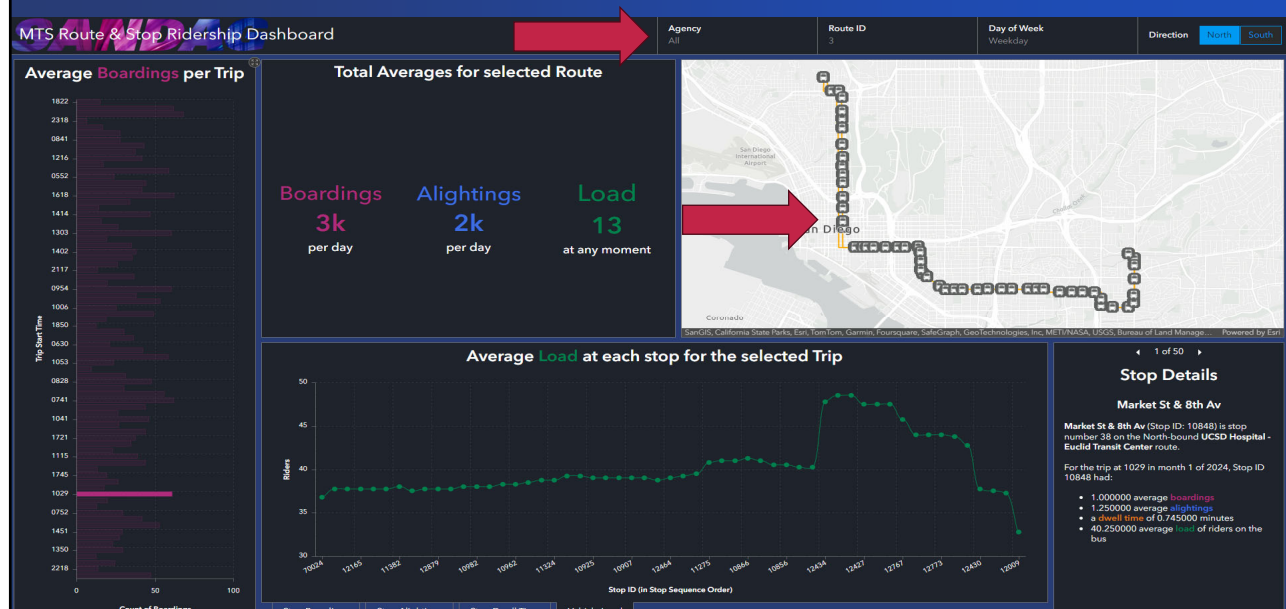 MTS Route & Stop Ridership Dashboard
SANDAG
Agency
All
Route ID
3
Day of Week
Weekday
Direction
North
South
Average Boardings per Trip
Trip Start Time
1822
2318
0841
1216
0552
1618
1414
1303
1402
2117
0954
1006
1850
0630
1053
0828
0741
1041
1721
1115
1745
1029
0752
1451
1350
2218
0
50
100
Count of Boardings
Total Averages for selected Route
Boardings
3k
per day
Alightings
2k
per day
Load
13
at any moment
San Diego
International
Airport
n Diego
Coronado
SanGIS, California State Parks, Esri, TomTom, Garmin, Foursquare, SafeGraph, GeoTechnologies, Inc, METI/NASA, USGS, Bureau of Land Manage...
Powered by Esri
Average Load at each stop for the selected Trip
Riders
50
45
40
35
30
70024
12165
11382
12879
10982
10962
11324
10925
10907
12464
11275
10866
10856
12434
12427
12767
12773
12430
12009
Stop ID (in Stop Sequence Order)
1 of 50
Stop Details
Market St & 8th Av
Market St & 8th Av (Stop ID: 10848) is stop
number 38 on the North-bound UCSD Hospital -
Euclid Transit Center route.
For the trip at 1029 in month 1 of 2024, Stop ID
10848 had:
• 1.000000 average boardings
• 1.250000 average alightings
• a dwell time of 0.745000 minutes
• 40.250000 average load of riders on the
bus